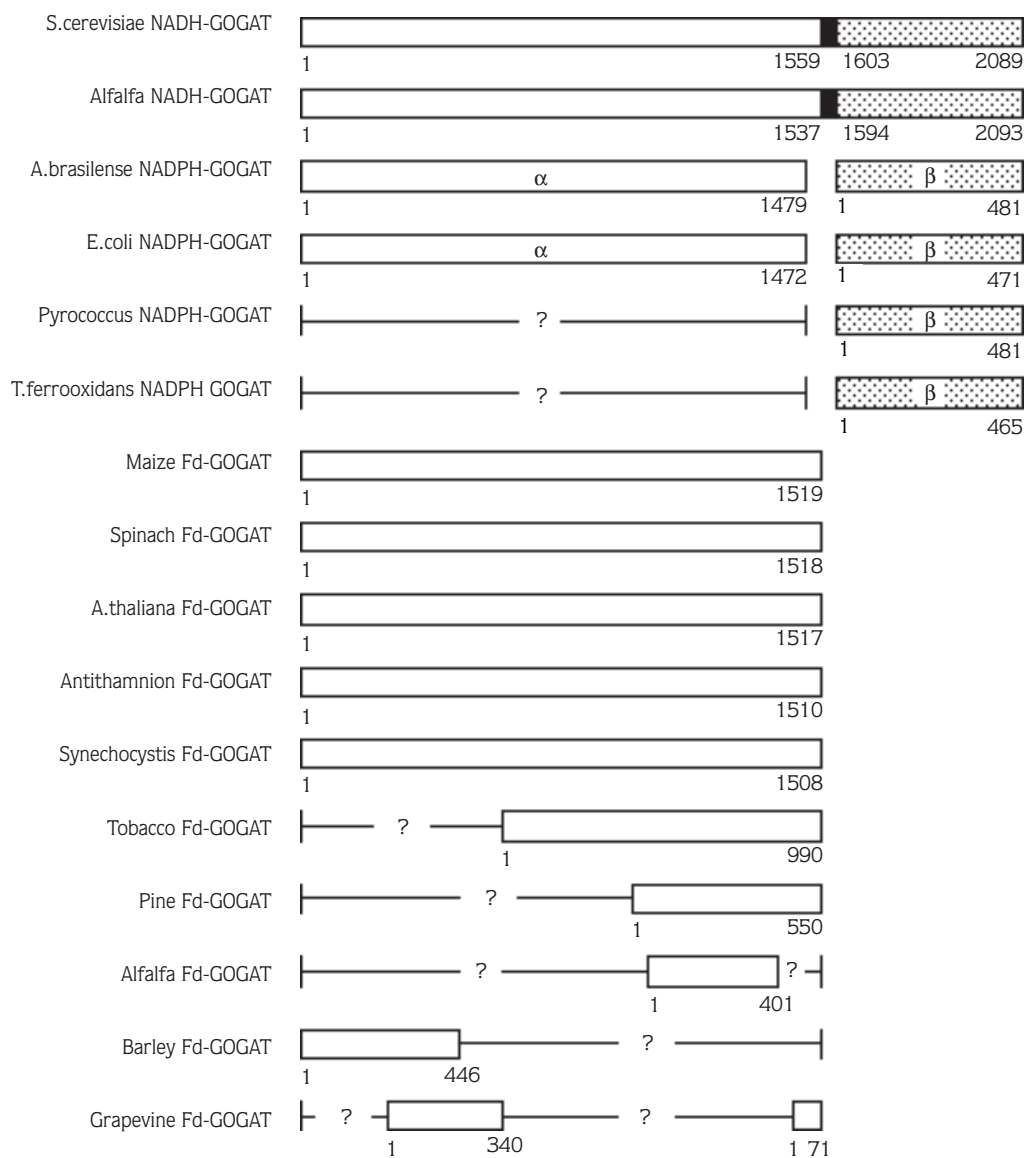 S.cerevisiae NADH-GOGAT
1 1559 1603 2089
Alfalfa NADH-GOGAT
1 1537 1594 2093
A.brasilense NADPH-GOGAT α β
1 1479 1 481
E.coli NADPH-GOGAT α β
1 1472 1 471
Pyrococcus NADPH-GOGAT ? β
1 481
T.ferrooxidans NADPH GOGAT ? β
1 465
Maize Fd-GOGAT
1 1519
Spinach Fd-GOGAT
1 1518
A.thaliana Fd-GOGAT
1 1517
Antithamnion Fd-GOGAT
1 1510
Synechocystis Fd-GOGAT
1 1508
Tobacco Fd-GOGAT ?
1 990
Pine Fd-GOGAT ?
1 550
Alfalfa Fd-GOGAT ? ?
1 401
Barley Fd-GOGAT ?
1 446
Grapevine Fd-GOGAT ? ?
1 340 1 71